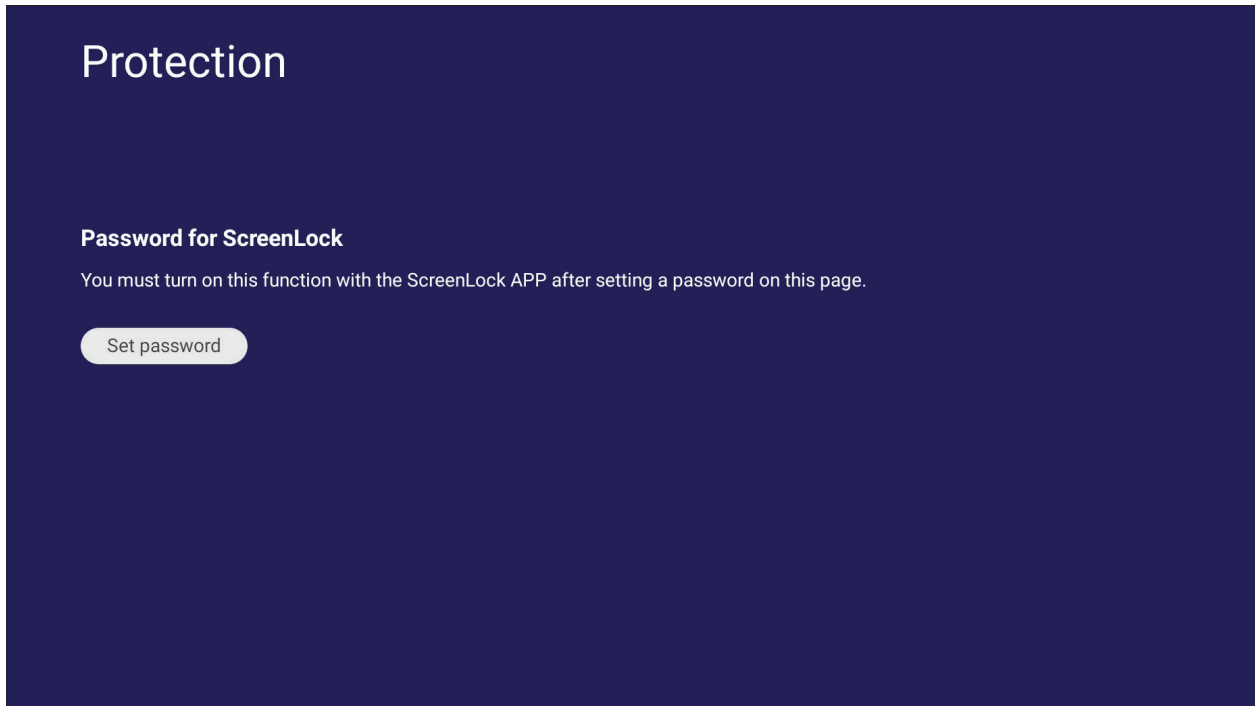 Protection
Password for ScreenLock
You must turn on this function with the ScreenLock APP after setting a password on this page.
Set password